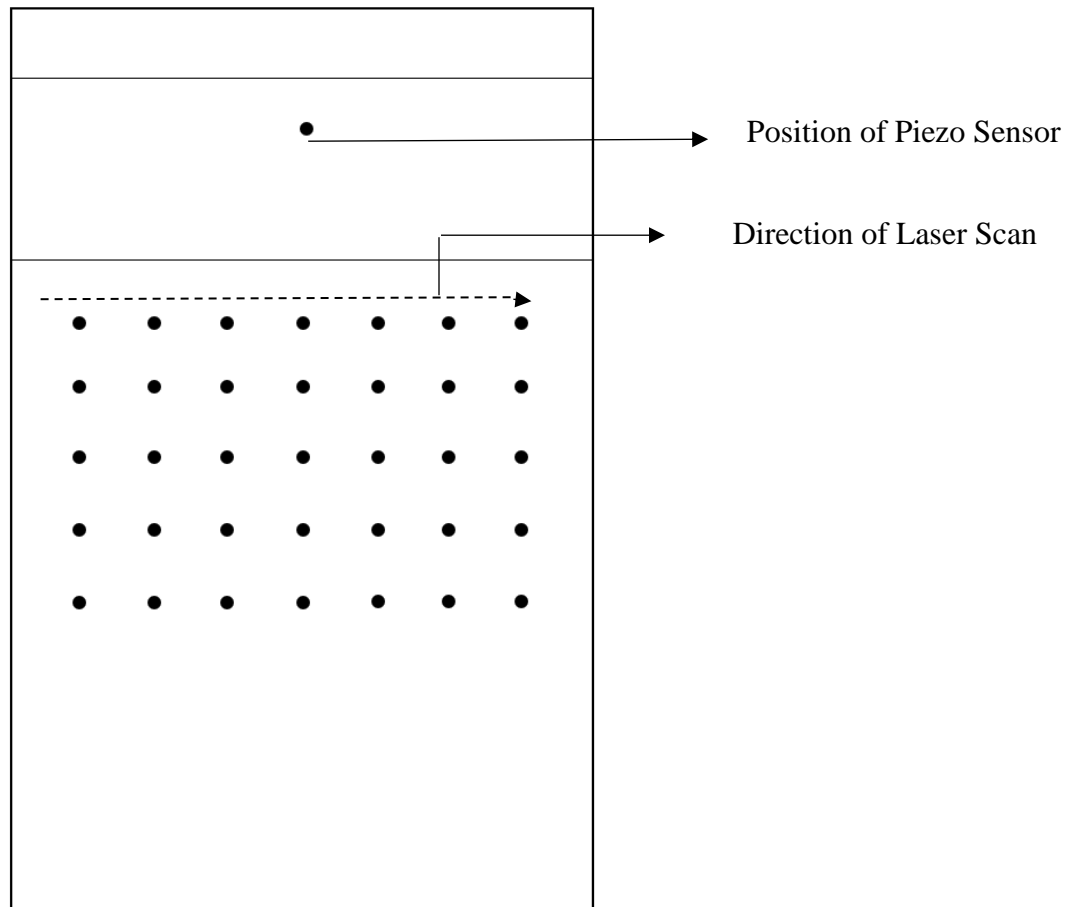 Position of Piezo Sensor
Direction of Laser Scan